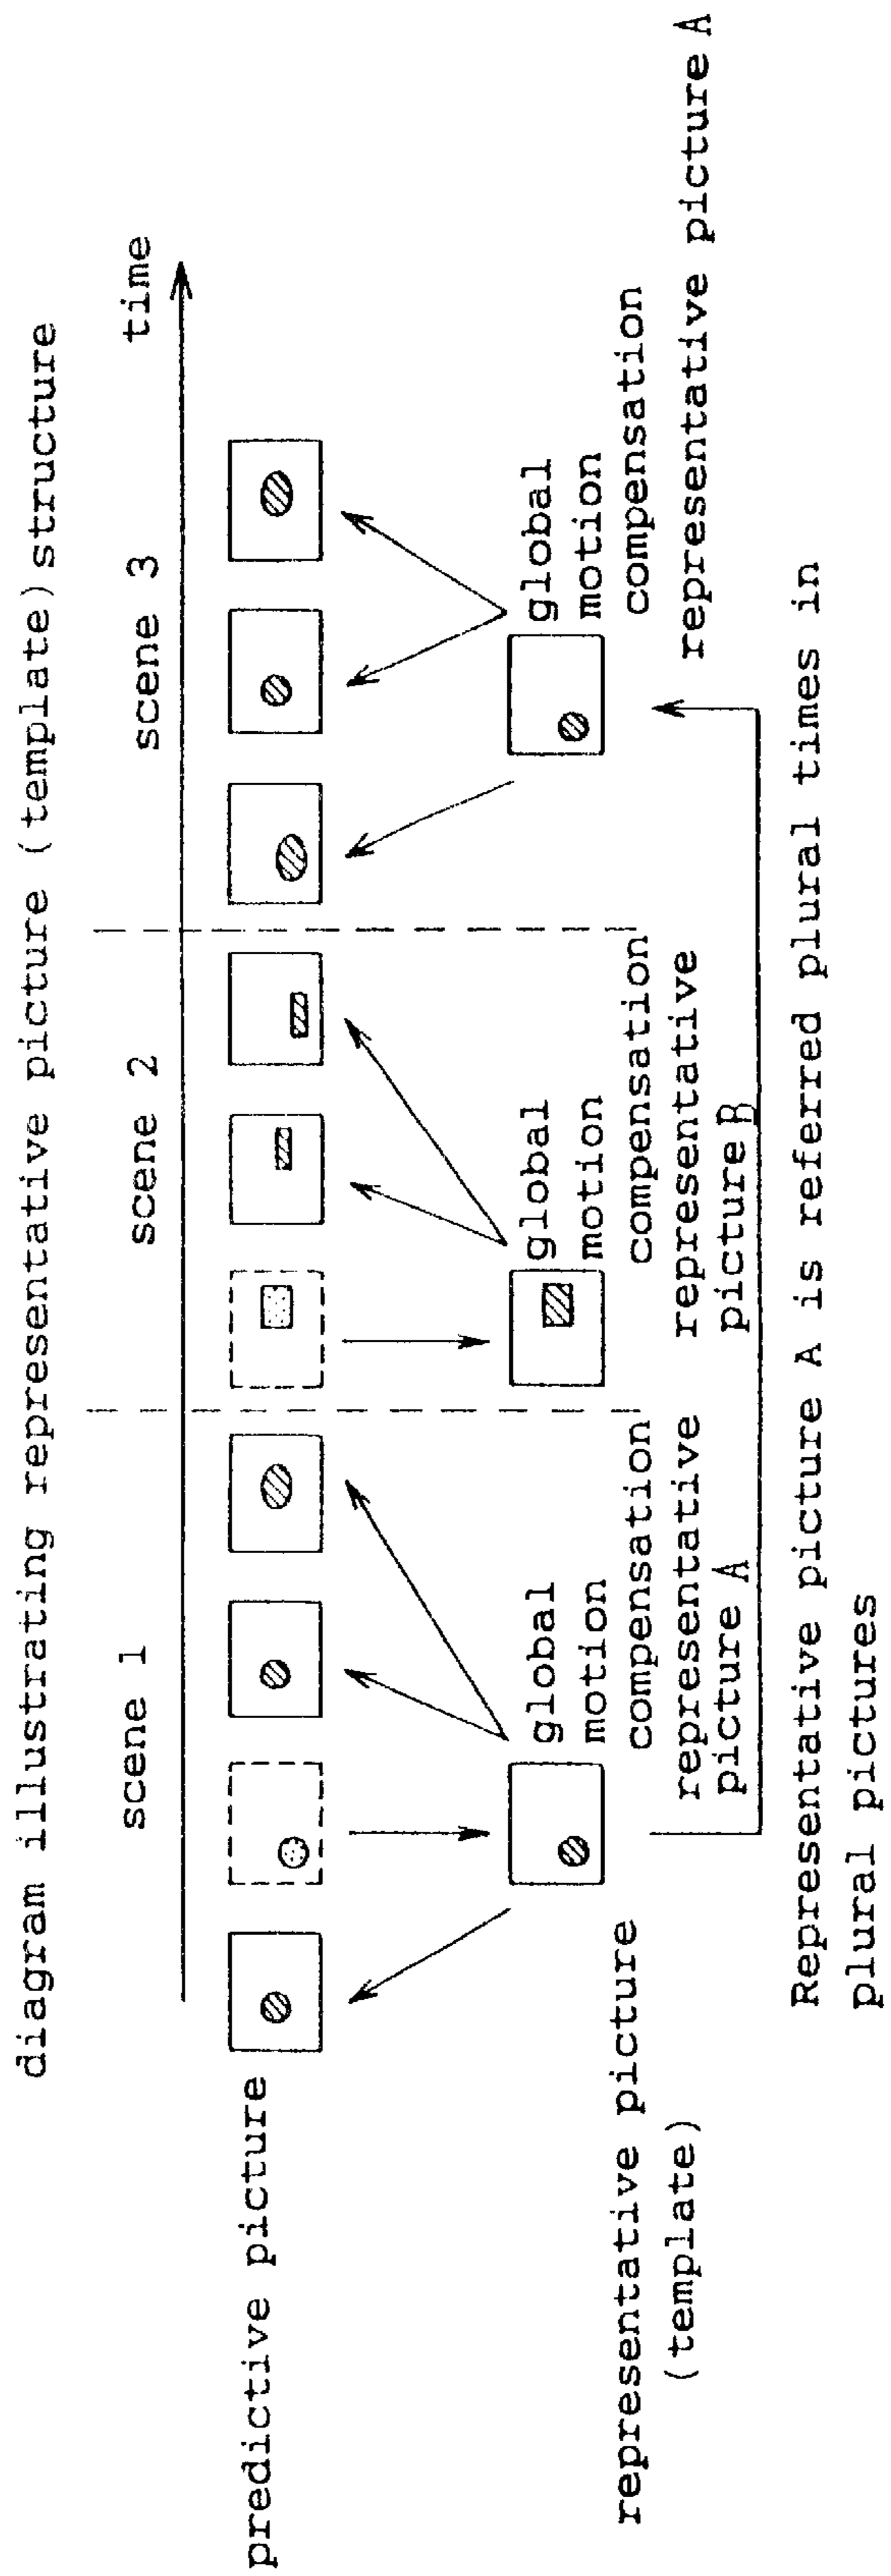 diagram illustrating representative picture (template) structure
time
scene 1
scene 2
scene 3
predictive picture
global
motion
compensation
representative
picture A
global
motion
compensation
representative
picture B
global
motion
compensation
representative picture A
representative picture
(template)
Representative picture A is referred plural times in
plural pictures